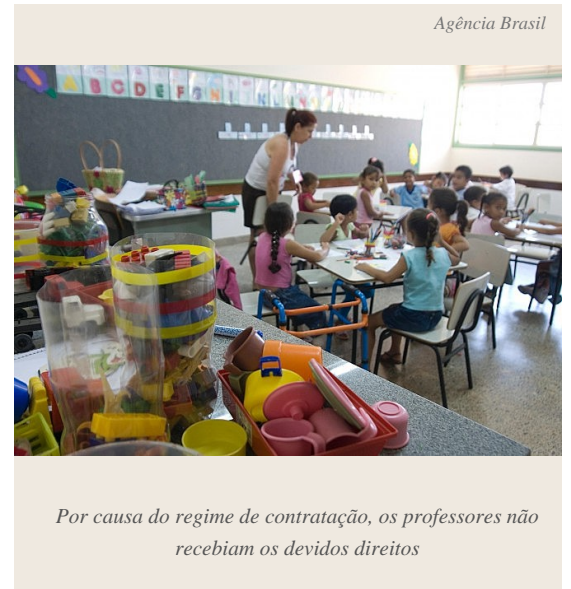 Agência Brasil
A B C D E F
Por causa do regime de contratação, os professores não
recebiam os devidos direitos